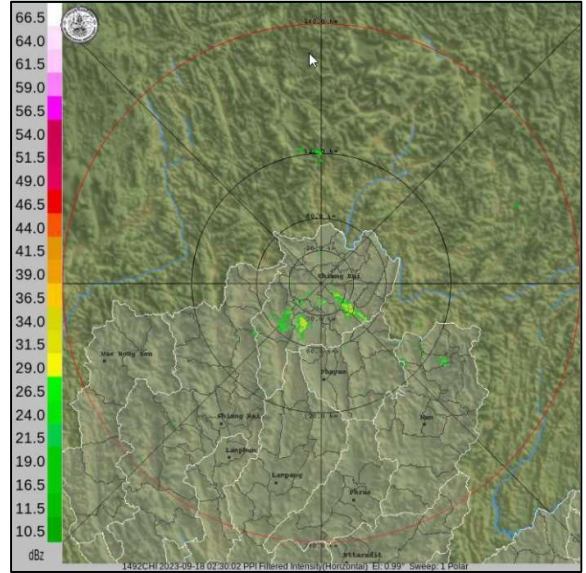 66.5
64.0
61.5
59.0
56.5
54.0
51.5
49.0
46.5
44.0
41.5
39.0
36.5
34.0
31.5
29.0
26.5
24.0
21.5
19.0
16.5
11.5
10.5
dBz
Chiang Rai
Mae Hong Son
Phayao
Chiang Mai
Nan
Lamphun
Lampang
Phrae
Uttaradit
1492CHI 2023-09-18 02:30:02 PPI Filtered Intensity(Horizontal) El: 0.99° Sweep: 1 Polar